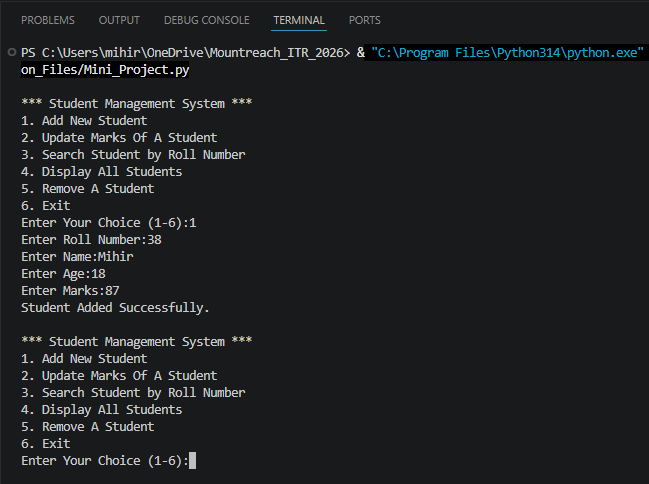 PROBLEMS OUTPUT DEBUG CONSOLE TERMINAL PORTS
PS C:\Users\mihir\OneDrive\Mountreach_ITR_2026> & "C:\Program Files\Python314\python.exe"
on_Files/Mini_Project.py
*** Student Management System ***
1. Add New Student
2. Update Marks Of A Student
3. Search Student by Roll Number
4. Display All Students
5. Remove A Student
6. Exit
Enter Your Choice (1-6):1
Enter Roll Number:38
Enter Name:Mihir
Enter Age:18
Enter Marks:87
Student Added Successfully.
*** Student Management System ***
1. Add New Student
2. Update Marks Of A Student
3. Search Student by Roll Number
4. Display All Students
5. Remove A Student
6. Exit
Enter Your Choice (1-6):